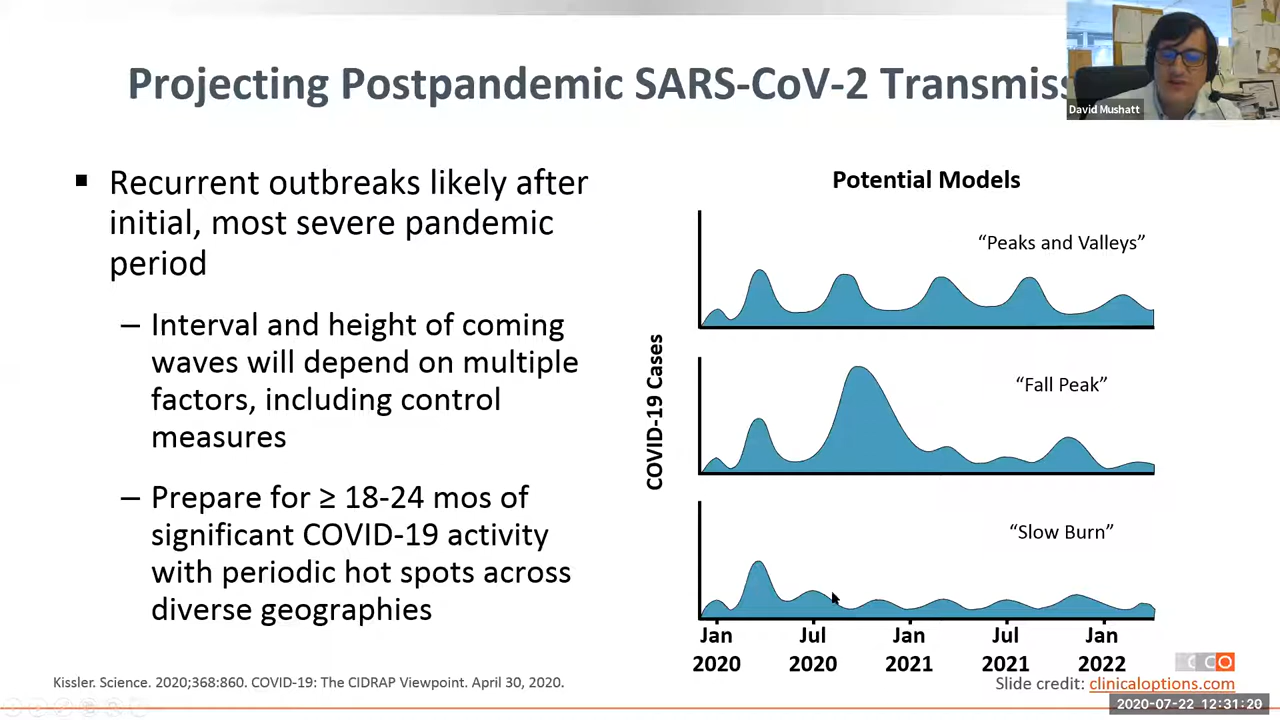 Projecting Postpandemic SARS-CoV-2 Transmiss
David Mushatt
▪ Recurrent outbreaks likely after
initial, most severe pandemic
period
– Interval and height of coming
waves will depend on multiple
factors, including control
measures
– Prepare for ≥ 18-24 mos of
significant COVID-19 activity
with periodic hot spots across
diverse geographies
Potential Models
“Peaks and Valleys”
“Fall Peak”
“Slow Burn”
COVID-19 Cases
Jan Jul Jan Jul Jan
2020 2020 2021 2021 2022
CCO
Kissler. Science. 2020;368:860. COVID-19: The CIDRAP Viewpoint. April 30, 2020.
Slide credit: clinicaloptions.com
2020-07-22 12:31:20